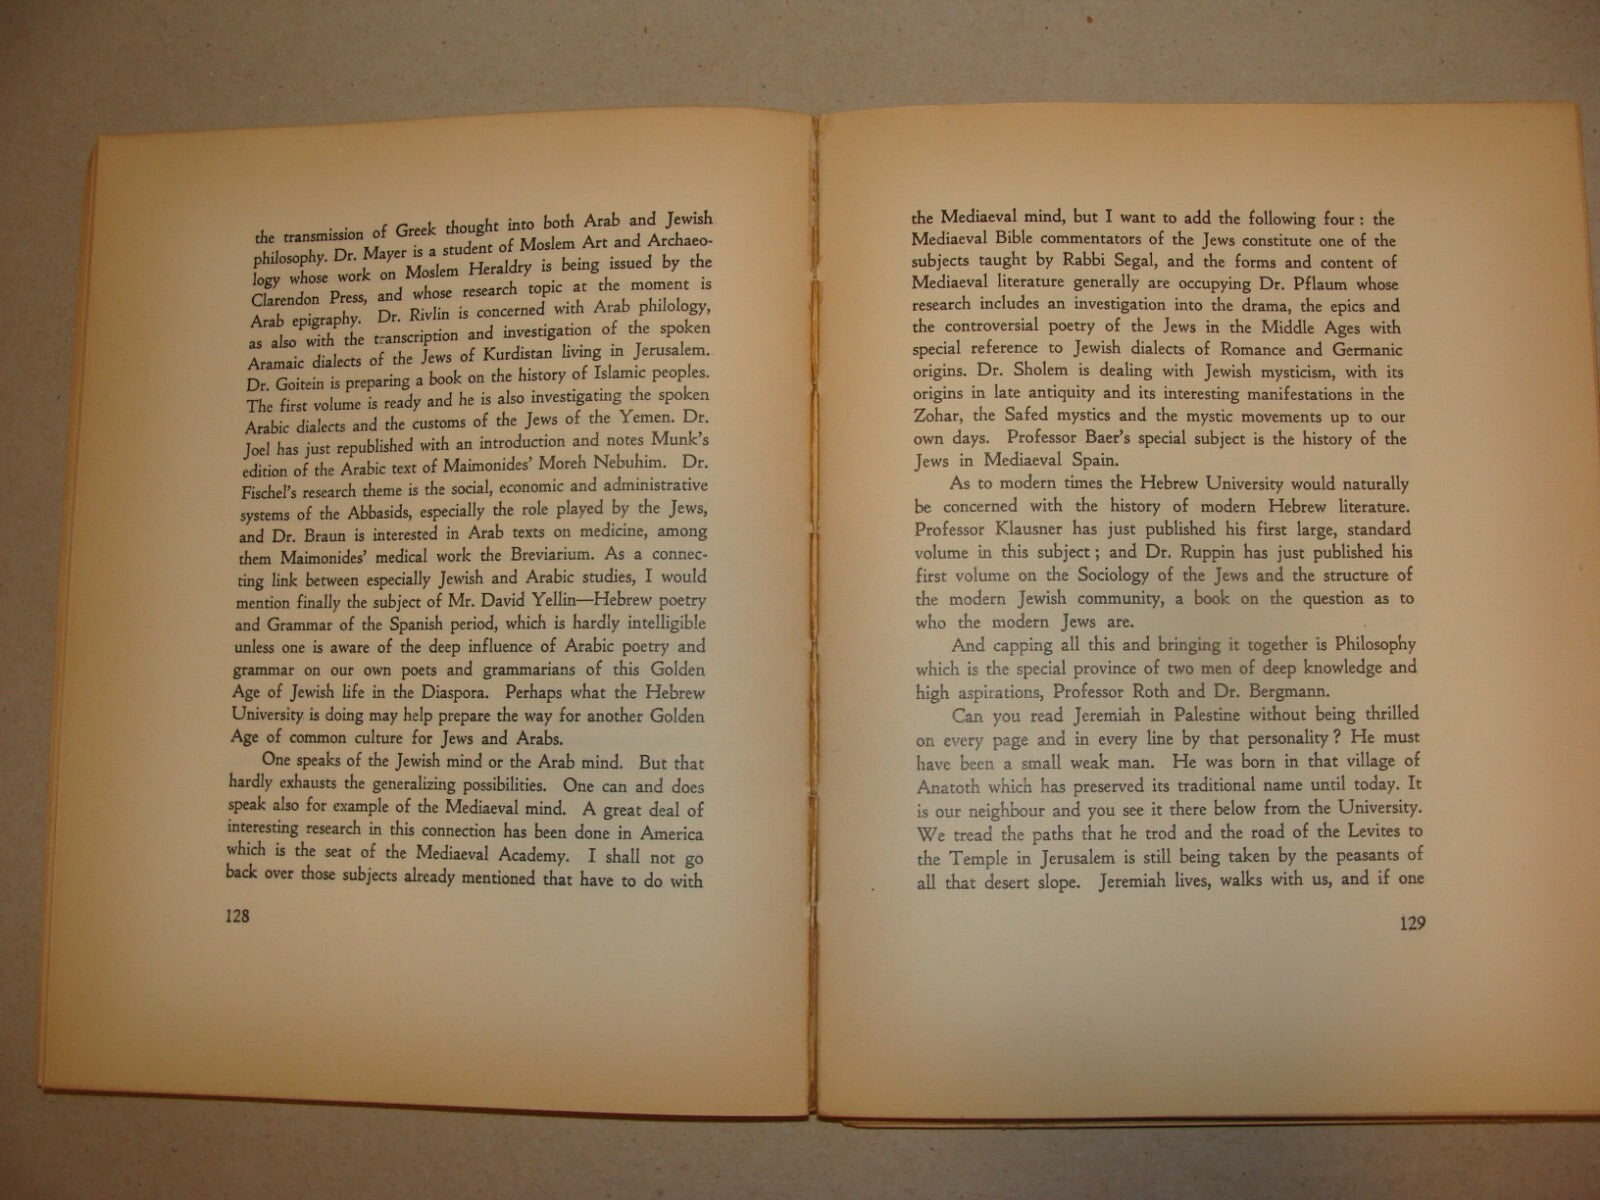 the transmission of Greek thought into both Arab and Jewish
philosophy. Dr. Mayer is a student of Moslem Art and Archaeo-
logy whose work on Moslem Heraldry is being issued by the
Clarendon Press, and whose research topic at the moment is
Arab epigraphy. Dr. Rivlin is concerned with Arab philology,
as also with the transcription and investigation of the spoken
Aramaic dialects of the Jews of Kurdistan living in Jerusalem.
Dr. Goitein is preparing a book on the history of Islamic peoples.
The first volume is ready and he is also investigating the spoken
Arabic dialects and the customs of the Jews of the Yemen. Dr.
Joel has just republished with an introduction and notes Munk's
edition of the Arabic text of Maimonides' Moreh Nebuhim. Dr.
Fischel's research theme is the social, economic and administrative
systems of the Abbasids, especially the role played by the Jews,
and Dr. Braun is interested in Arab texts on medicine, among
them Maimonides' medical work the Breviarium. As a connec-
ting link between especially Jewish and Arabic studies, I would
mention finally the subject of Mr. David Yellin—Hebrew poetry
and Grammar of the Spanish period, which is hardly intelligible
unless one is aware of the deep influence of Arabic poetry and
grammar on our own poets and grammarians of this Golden
Age of Jewish life in the Diaspora. Perhaps what the Hebrew
University is doing may help prepare the way for another Golden
Age of common culture for Jews and Arabs.
One speaks of the Jewish mind or the Arab mind. But that
hardly exhausts the generalizing possibilities. One can and does
speak also for example of the Mediaeval mind. A great deal of
interesting research in this connection has been done in America
which is the seat of the Mediaeval Academy. I shall not go
back over those subjects already mentioned that have to do with
128
the Mediaeval mind, but I want to add the following four : the
Mediaeval Bible commentators of the Jews constitute one of the
subjects taught by Rabbi Segal, and the forms and content of
Mediaeval literature generally are occupying Dr. Pflaum whose
research includes an investigation into the drama, the epics and
the controversial poetry of the Jews in the Middle Ages with
special reference to Jewish dialects of Romance and Germanic
origins. Dr. Sholem is dealing with Jewish mysticism, with its
origins in late antiquity and its interesting manifestations in the
Zohar, the Safed mystics and the mystic movements up to our
own days. Professor Baer's special subject is the history of the
Jews in Mediaeval Spain.
As to modern times the Hebrew University would naturally
be concerned with the history of modern Hebrew literature.
Professor Klausner has just published his first large, standard
volume in this subject ; and Dr. Ruppin has just published his
first volume on the Sociology of the Jews and the structure of
the modern Jewish community, a book on the question as to
who the modern Jews are.
And capping all this and bringing it together is Philosophy
which is the special province of two men of deep knowledge and
high aspirations, Professor Roth and Dr. Bergmann.
Can you read Jeremiah in Palestine without being thrilled
on every page and in every line by that personality ? He must
have been a small weak man. He was born in that village of
Anatoth which has preserved its traditional name until today. It
is our neighbour and you see it there below from the University.
We tread the paths that he trod and the road of the Levites to
the Temple in Jerusalem is still being taken by the peasants of
all that desert slope. Jeremiah lives, walks with us, and if one
129